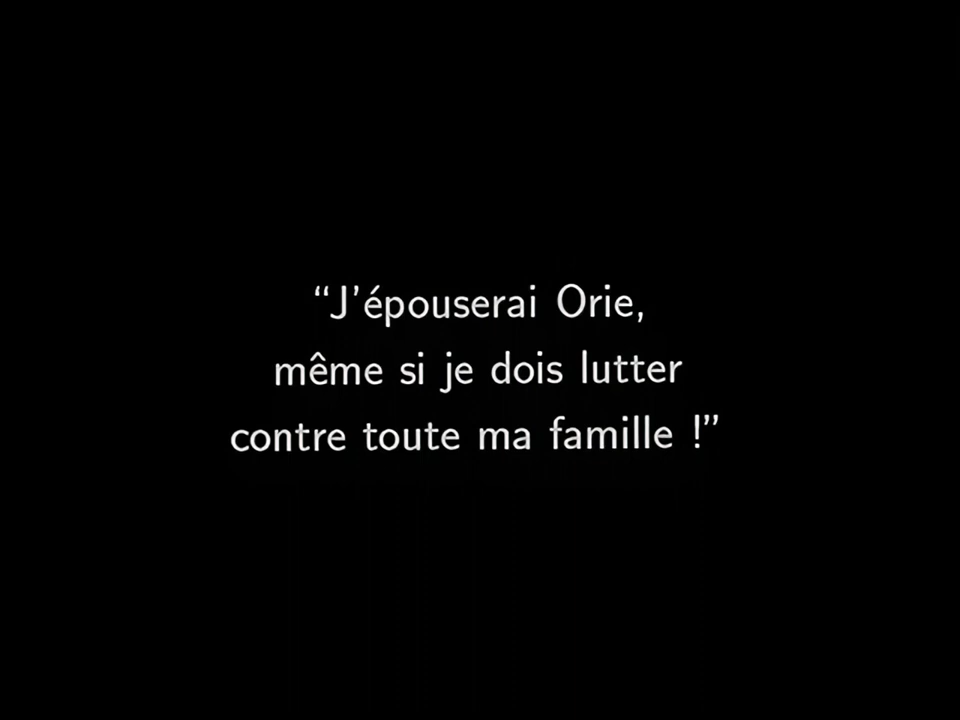 “J’épouserai Orie,
même si je dois lutter
contre toute ma famille !”